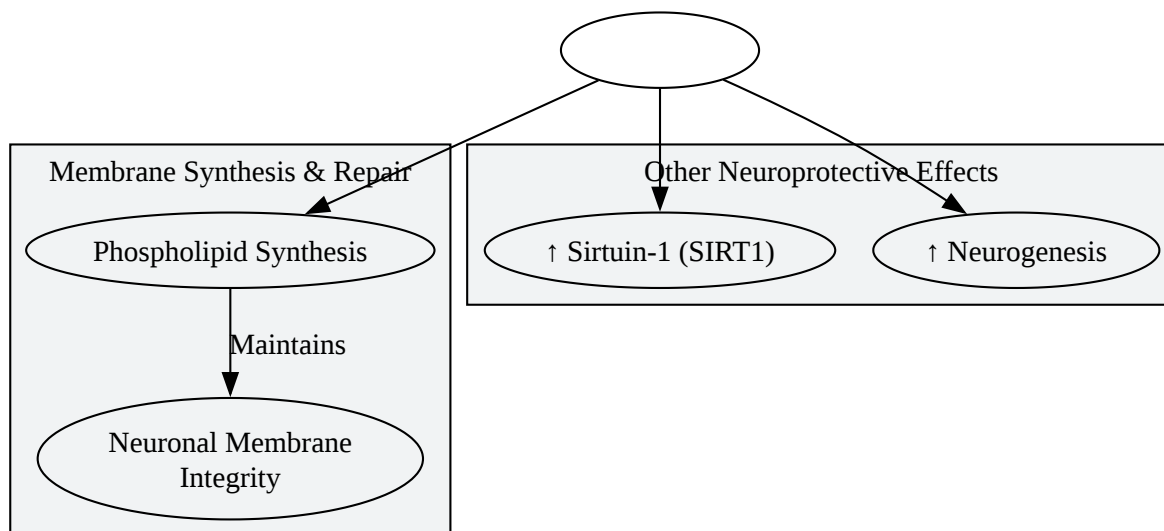 Membrane Synthesis & Repair
Other Neuroprotective Effects
Phospholipid Synthesis
↑ Sirtuin-1 (SIRT1)
↑ Neurogenesis
Maintains
Neuronal Membrane
Integrity